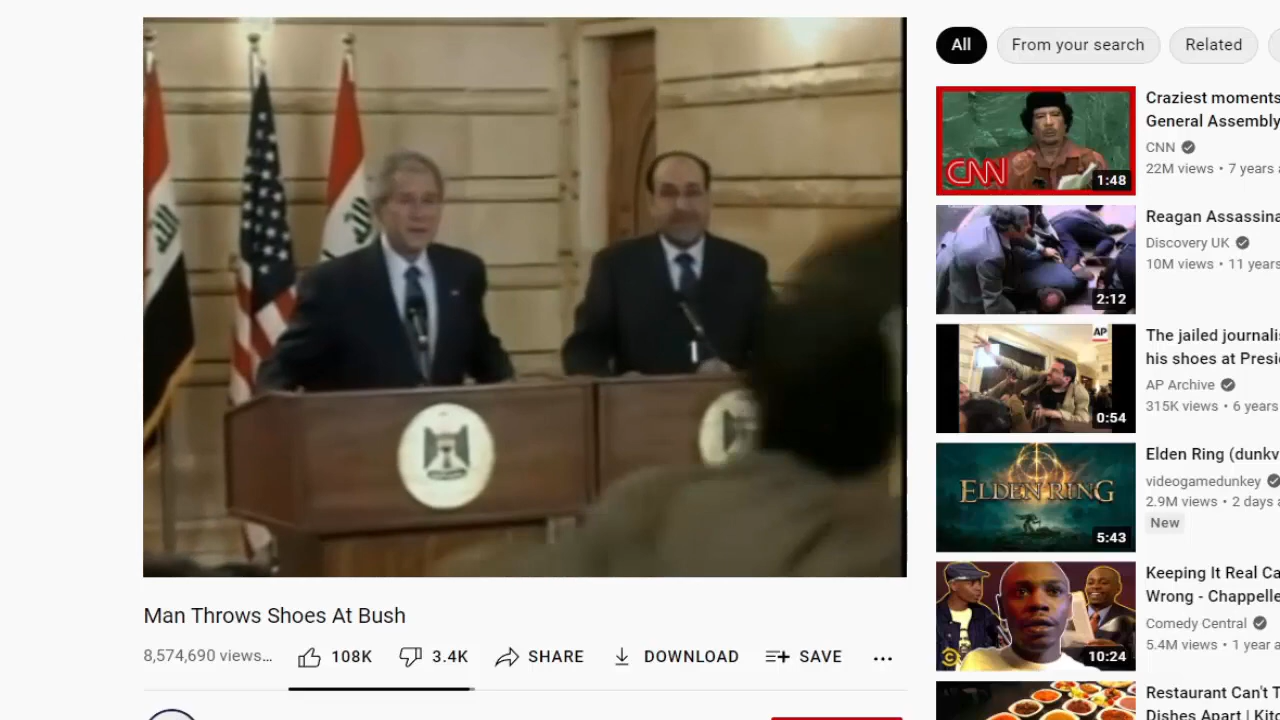 All
From your search
Related
Craziest moments
General Assembly
CNN
22M views • 7 years
CNN
1:48
Reagan Assassina
Discovery UK
10M views • 11 years
2:12
The jailed journali
his shoes at Presi
AP Archive
315K views • 6 years
AP
0:54
Elden Ring (dunkv
videogamedunkey
2.9M views • 2 days a
New
ELDEN RING
5:43
Keeping It Real Ca
Wrong - Chappelle
Comedy Central
5.4M views • 1 year a
10:24
Restaurant Can't T
Dishes Apart | Kitc
Man Throws Shoes At Bush
8,574,690 views...
108K
3.4K
SHARE
DOWNLOAD
SAVE
...